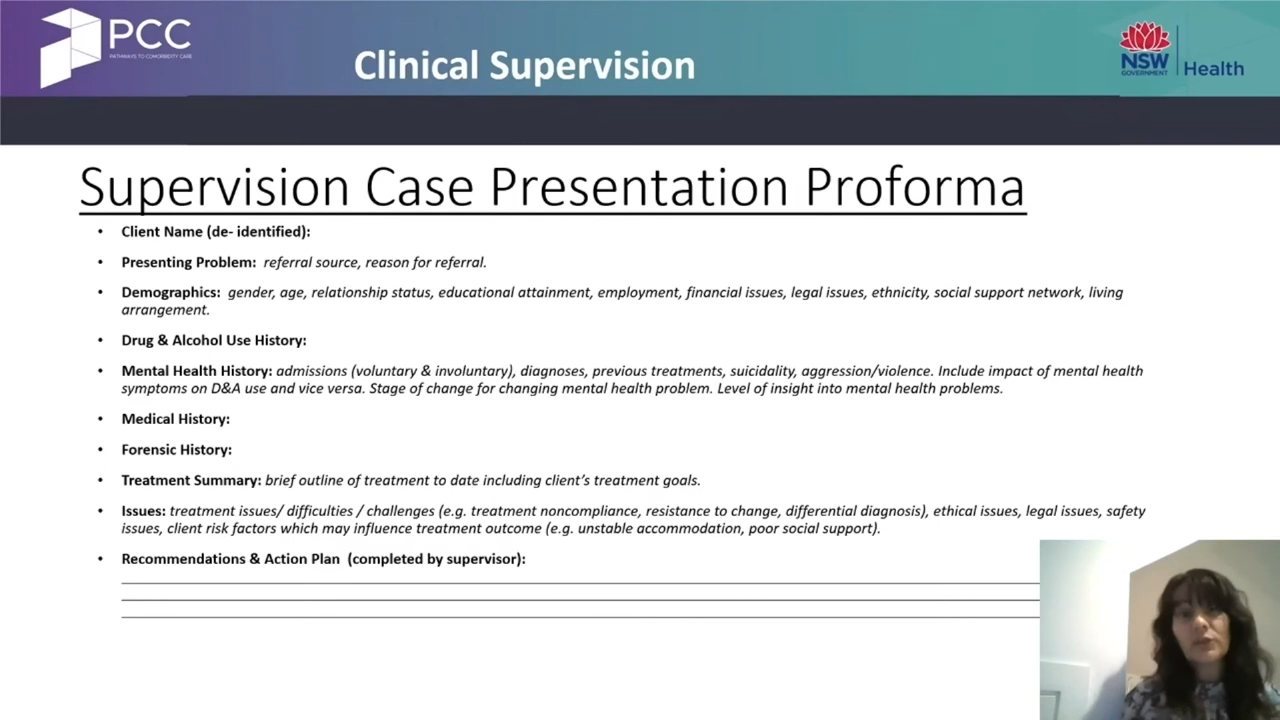 PCC
PATHWAYS TO COMORBIDITY CARE
Clinical Supervision
NSW
GOVERNMENT
Health
Supervision Case Presentation Proforma
• Client Name (de- identified):
• Presenting Problem: referral source, reason for referral.
• Demographics: gender, age, relationship status, educational attainment, employment, financial issues, legal issues, ethnicity, social support network, living
arrangement.
• Drug & Alcohol Use History:
• Mental Health History: admissions (voluntary & involuntary), diagnoses, previous treatments, suicidality, aggression/violence. Include impact of mental health
symptoms on D&A use and vice versa. Stage of change for changing mental health problem. Level of insight into mental health problems.
• Medical History:
• Forensic History:
• Treatment Summary: brief outline of treatment to date including client’s treatment goals.
• Issues: treatment issues/ difficulties / challenges (e.g. treatment noncompliance, resistance to change, differential diagnosis), ethical issues, legal issues, safety
issues, client risk factors which may influence treatment outcome (e.g. unstable accommodation, poor social support).
• Recommendations & Action Plan (completed by supervisor):